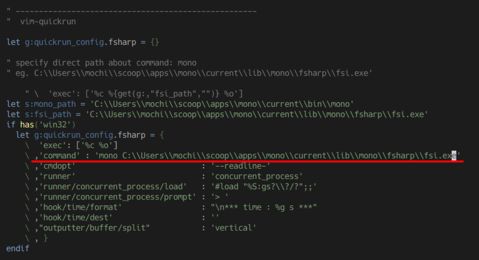 " ----------------------------------------------------
"  vim-quickrun

let g:quickrun_config.fsharp = {}

" specify direct path about command: mono
" eg. C:\\Users\\mochi\\scoop\\apps\\mono\\current\\lib\\mono\\fsharp\\fsi.exe'

    " \  'exec': ['%c %{get(g:,"fsi_path","")} %o']
let s:mono_path = 'C:\\Users\\mochi\\scoop\\apps\\mono\\current\\bin\\mono'
let s:fsi_path = 'C:\\Users\\mochi\\scoop\\apps\\mono\\current\\lib\\mono\\fsharp\\fsi.exe'
if has('win32')
  let g:quickrun_config.fsharp = {
    \  'exec': ['%c %o']
    \ ,'command' : 'mono C:\\Users\\mochi\\scoop\\apps\\mono\\current\\lib\\mono\\fsharp\\fsi.exe'
    \ ,'cmdopt'                            : '--readline-'
    \ ,'runner'                            : 'concurrent_process'
    \ ,'runner/concurrent_process/load'    : '#load "%S:gs?\\?/?";;'
    \ ,'runner/concurrent_process/prompt'  : '> '
    \ ,'hook/time/format'                  : "\n*** time : %g s ***"
    \ ,'hook/time/dest'                    : ''
    \ ,"outputter/buffer/split"            : 'vertical'
    \ , }
endif